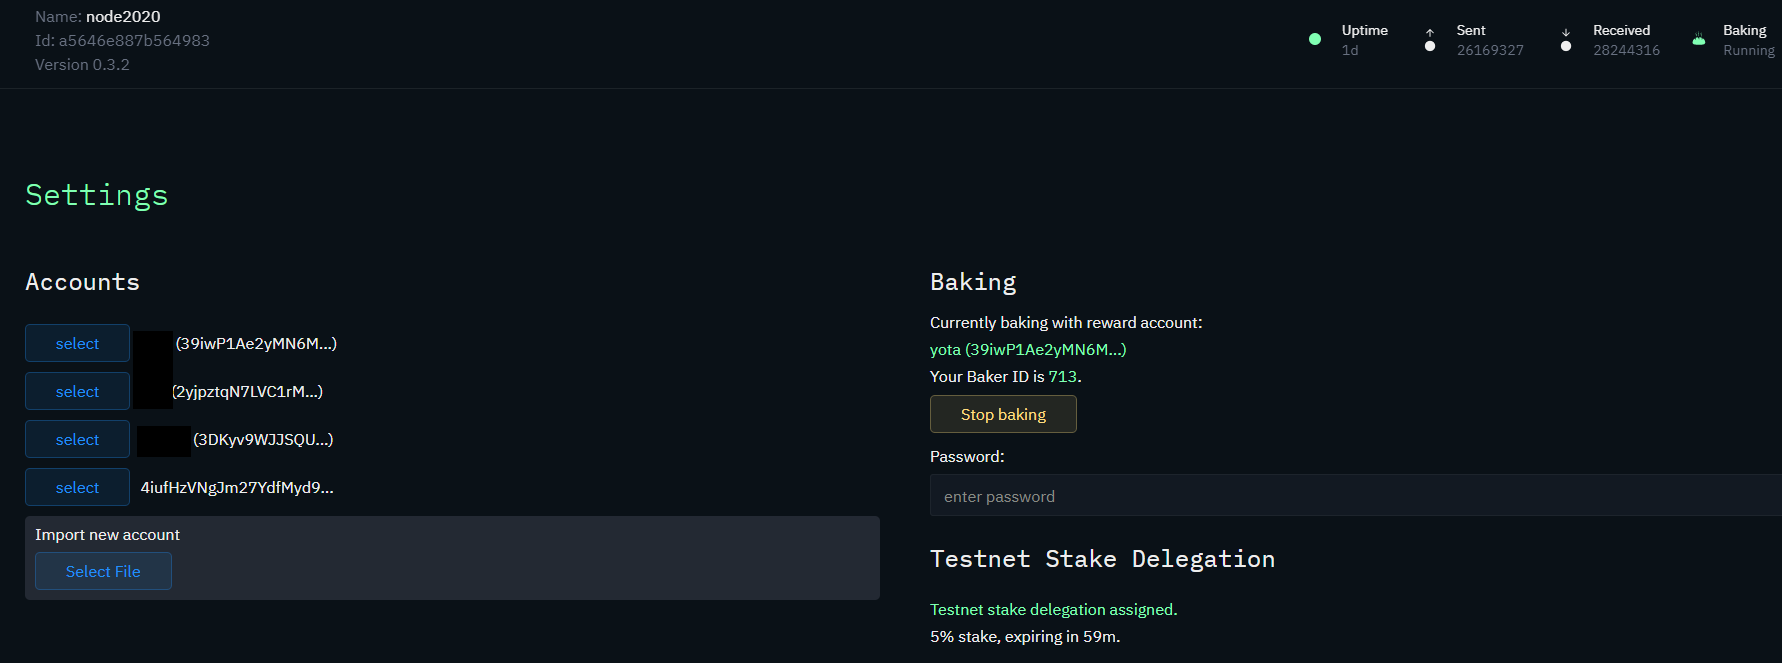 Name: node2020
Id: a5646e887b564983
Version 0.3.2
Uptime
1d
Sent
26169327
Received
28244316
Baking
Running
Settings
Accounts
select (39iwP1Ae2yMN6M...)
select (2yjpztqN7LVC1rM...)
select (3DKyv9WJJSQU...)
select 4iufHzVNgJm27YdfMyd9...
Import new account
Select File
Baking
Currently baking with reward account:
yota (39iwP1Ae2yMN6M...)
Your Baker ID is 713.
Stop baking
Password:
enter password
Testnet Stake Delegation
Testnet stake delegation assigned.
5% stake, expiring in 59m.